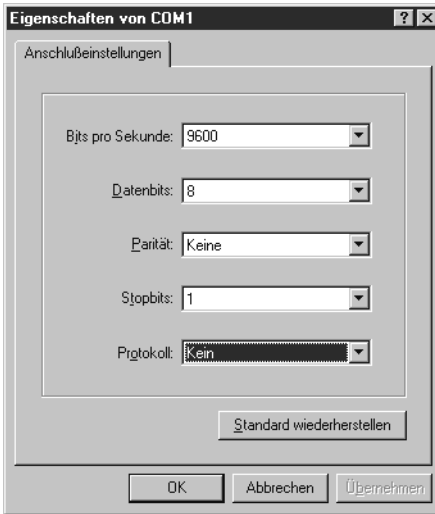 Eigenschaften von COM1
Anschlußeinstellungen
Bits pro Sekunde: 9600
Datenbits: 8
Parität: Keine
Stopbits: 1
Protokoll: Kein
Standard wiederherstellen
OK Abbrechen Übernehmen